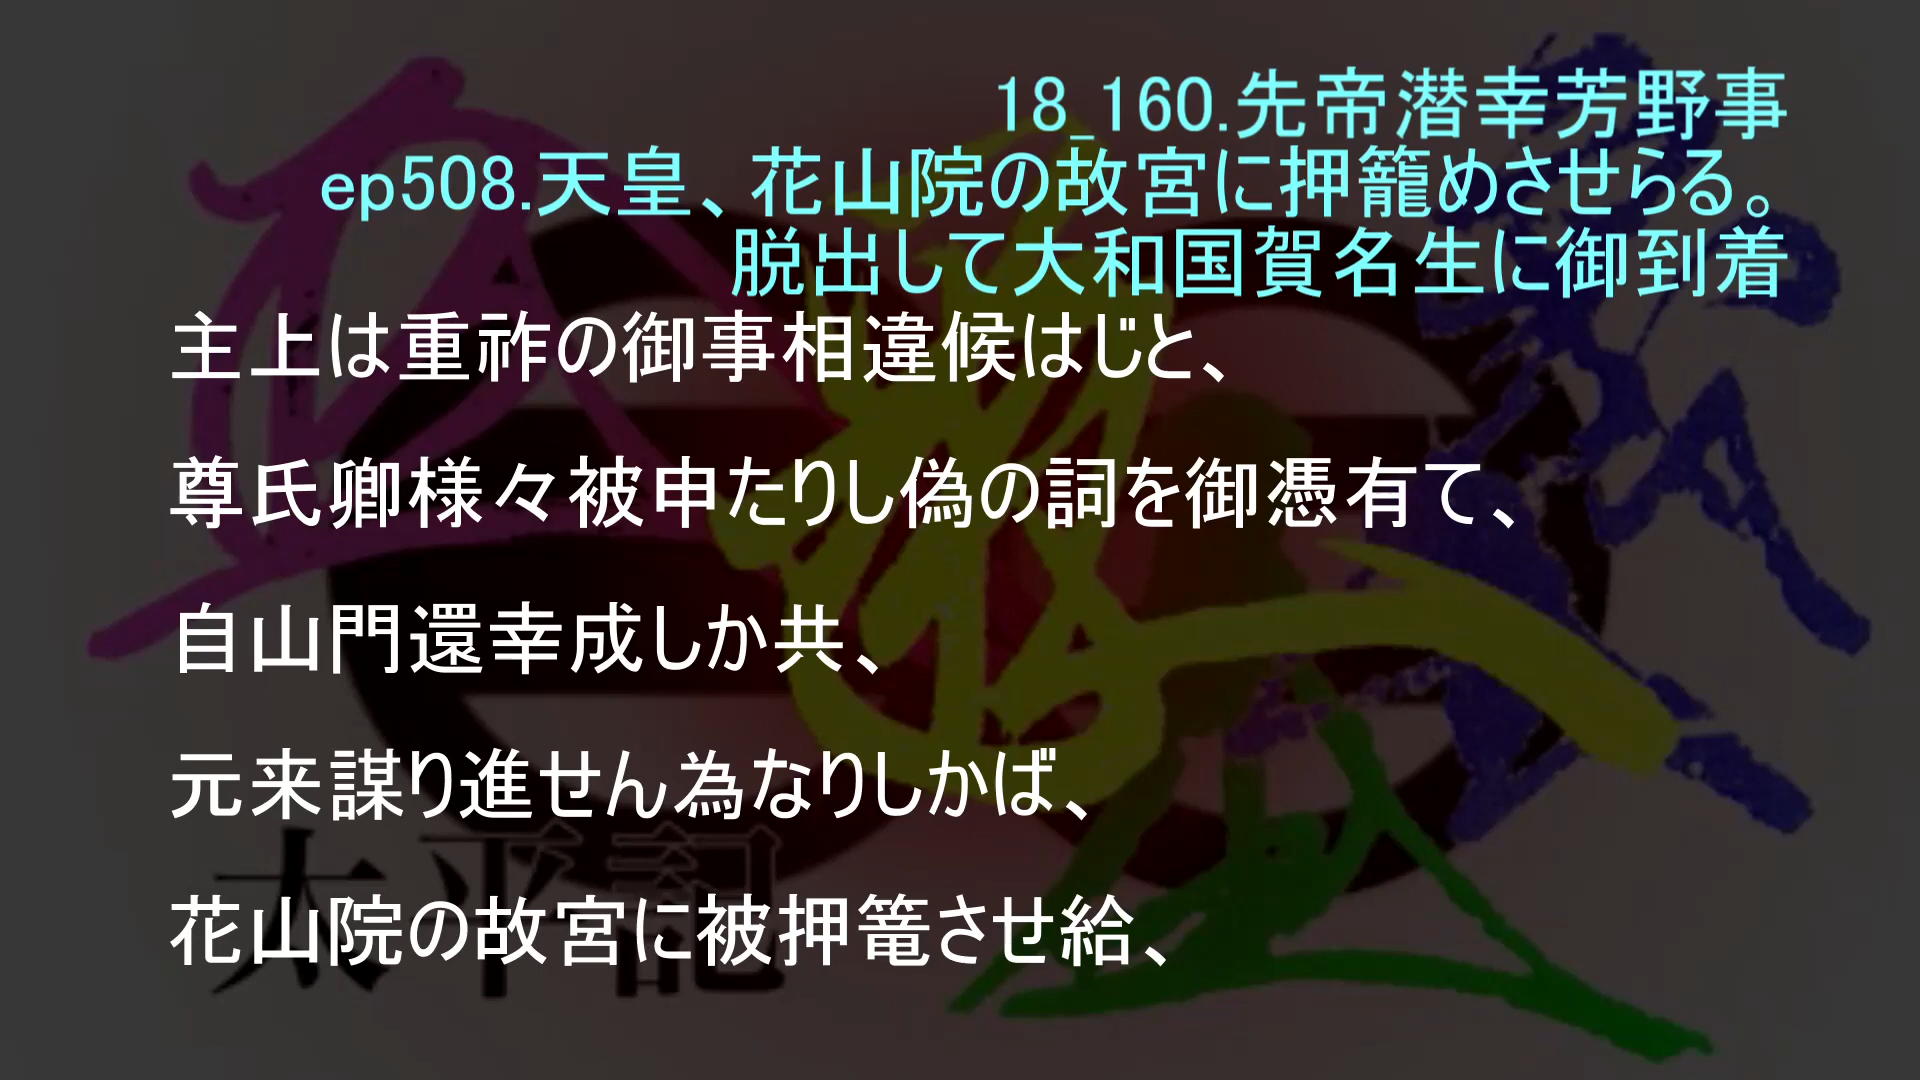 18_160.先帝潜幸芳野事
ep508.天皇、花山院の故宮に押籠めさせらる。
脱出して大和国賀名生に御到着
主上は重祚の御事相違候はじと、
尊氏卿様々被申たりし偽の詞を御憑有て、
自山門還幸成しか共、
元来謀り進せん為なりしかば、
花山院の故宮に被押篭させ給、
太平記